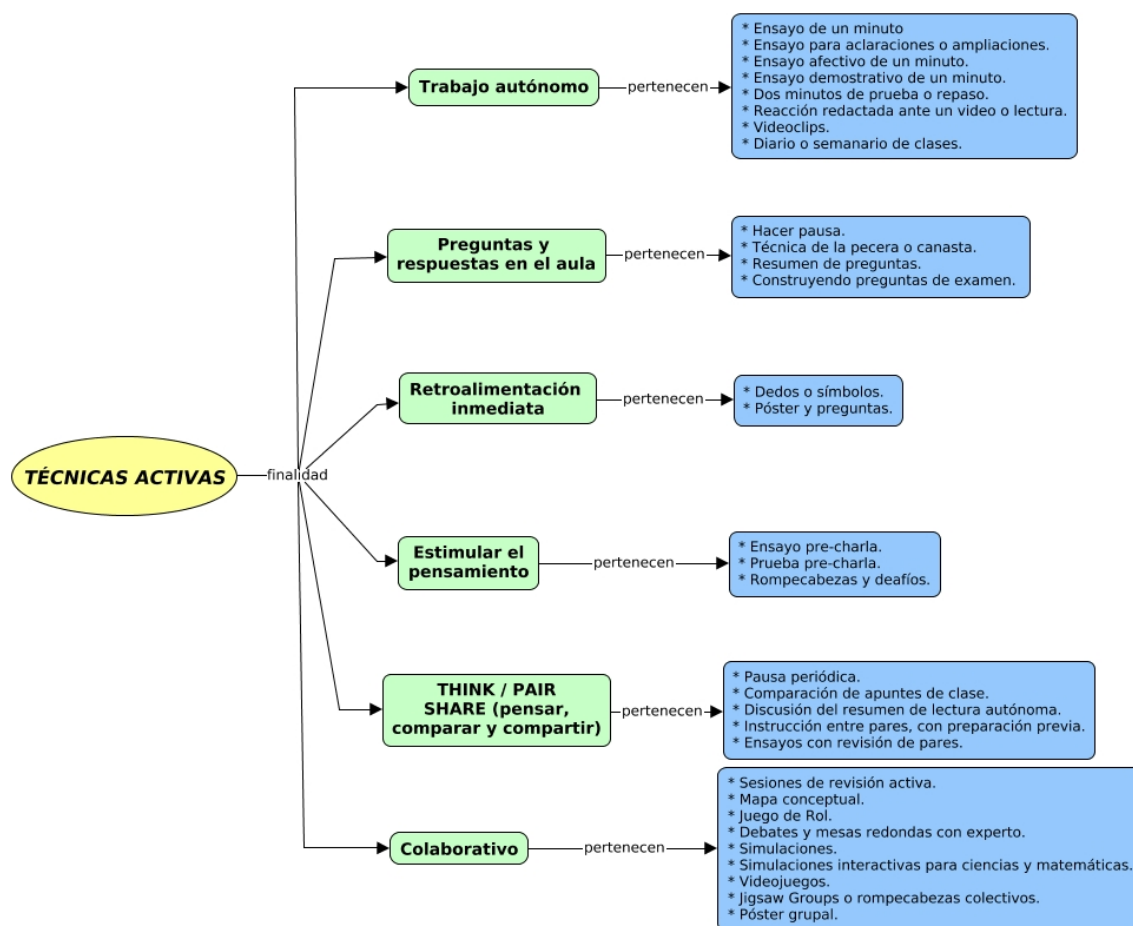 TÉCNICAS ACTIVAS
finalidad
Trabajo autónomo
pertenecen
* Ensayo de un minuto
* Ensayo para aclaraciones o ampliaciones.
* Ensayo afectivo de un minuto.
* Ensayo demostrativo de un minuto.
* Dos minutos de prueba o repaso.
* Reacción redactada ante un video o lectura.
* Videoclips.
* Diario o semanario de clases.
Preguntas y
respuestas en el aula
pertenecen
* Hacer pausa.
* Técnica de la pecera o canasta.
* Resumen de preguntas.
* Construyendo preguntas de examen.
Retroalimentación
inmediata
pertenecen
* Dedos o símbolos.
* Póster y preguntas.
Estimular el
pensamiento
pertenecen
* Ensayo pre-charla.
* Prueba pre-charla.
* Rompecabezas y deafíos.
THINK / PAIR
SHARE (pensar,
comparar y compartir)
pertenecen
* Pausa periódica.
* Comparación de apuntes de clase.
* Discusión del resumen de lectura autónoma.
* Instrucción entre pares, con preparación previa.
* Ensayos con revisión de pares.
Colaborativo
pertenecen
* Sesiones de revisión activa.
* Mapa conceptual.
* Juego de Rol.
* Debates y mesas redondas con experto.
* Simulaciones.
* Simulaciones interactivas para ciencias y matemáticas.
* Videojuegos.
* Jigsaw Groups o rompecabezas colectivos.
* Póster grupal.